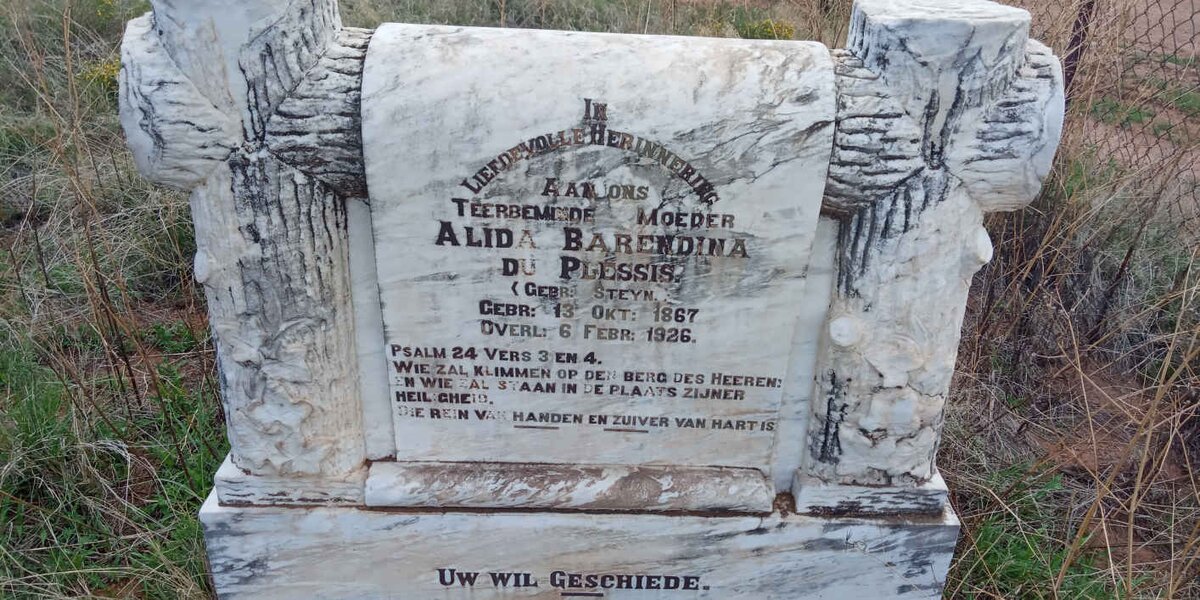 IN
LIEDEVOLLE HERINNERING
AAN ONS
TEERBEMINDE MOEDER
ALIDA BARENDINA
DU PLESSIS.
(GEBR: STEYN.
GEBR: 13 OKT: 1867
OVERL: 6 FEBR: 1926.
PSALM 24 VERS 3 EN 4.
WIE ZAL KLIMMEN OP DEN BERG DES HEEREN:
EN WIE ZAL STAAN IN DE PLAATS ZIJNER
HEILIGHEID.
DIE REIN VAN HANDEN EN ZUIVER VAN HART IS
UW WIL GESCHIEDE.